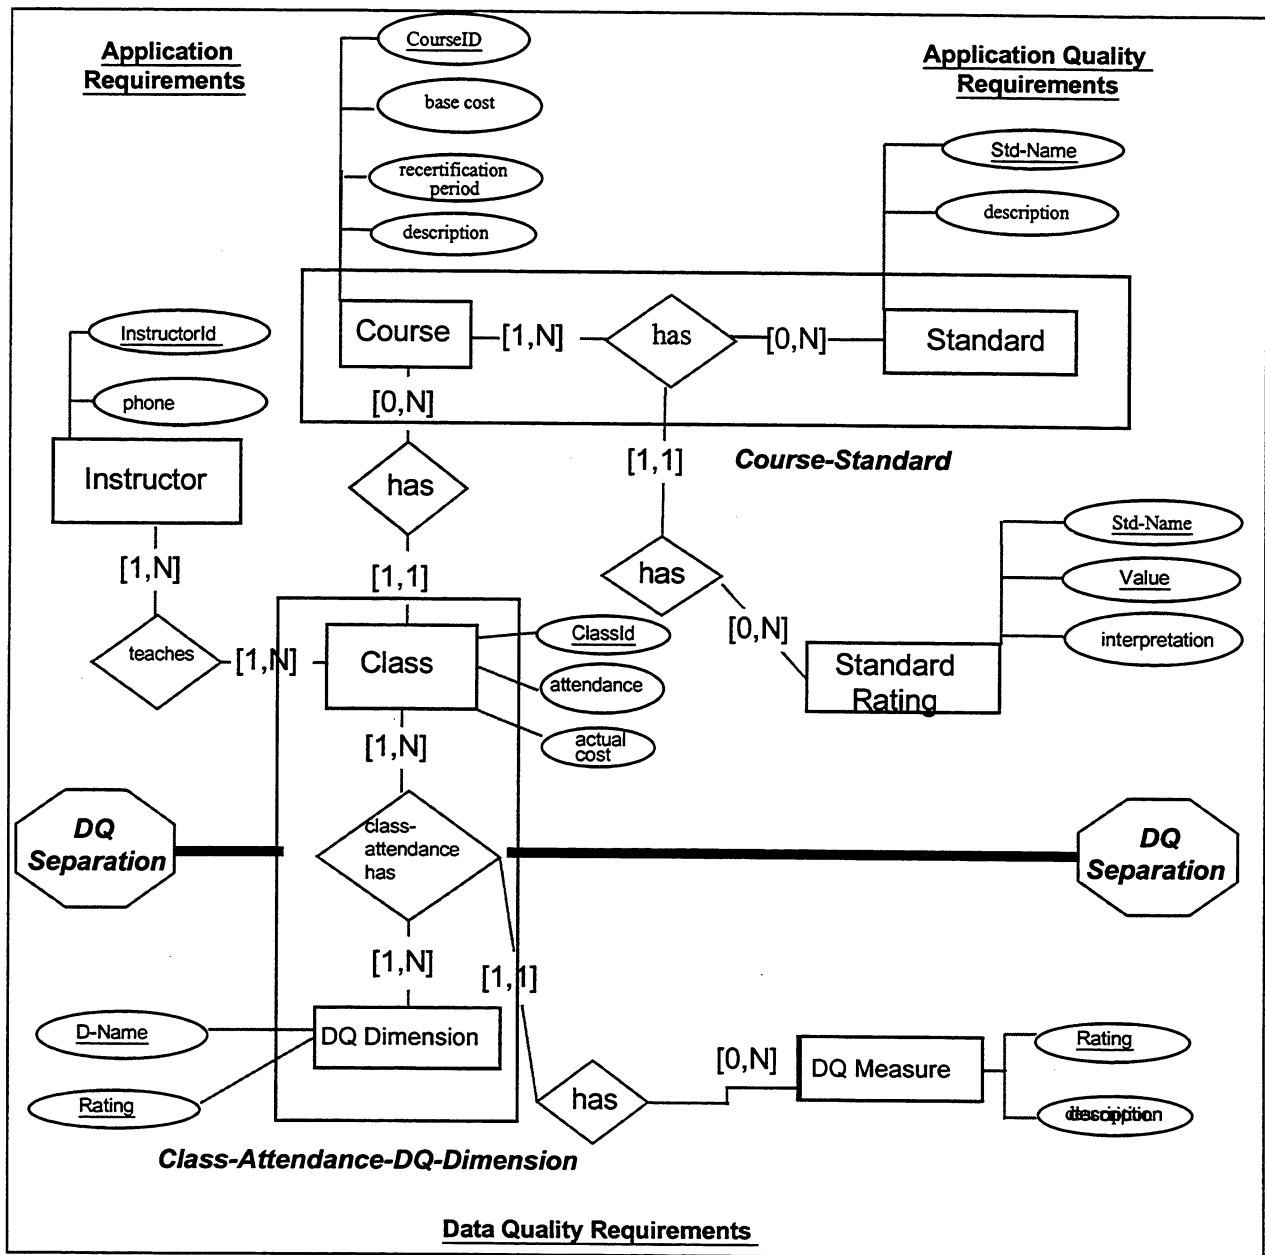 Application
Requirements
CourseID
base cost
recertification
period
description
Application Quality
Requirements
Std-Name
description
InstructorId
phone
Instructor
Course
[1,N]
has
[0,N]
Standard
[0,N]
has
[1,1]
Course-Standard
[1,1]
has
[0,N]
Std-Name
Value
interpretation
Standard
Rating
[1,N]
teaches
[1,N]
Class
ClassId
attendance
actual
cost
[1,N]
DQ
Separation
class-
attendance
has
DQ
Separation
[1,N]
[1,1]
D-Name
Rating
DQ Dimension
has
[0,N]
DQ Measure
Rating
description
Class-Attendance-DQ-Dimension
Data Quality Requirements